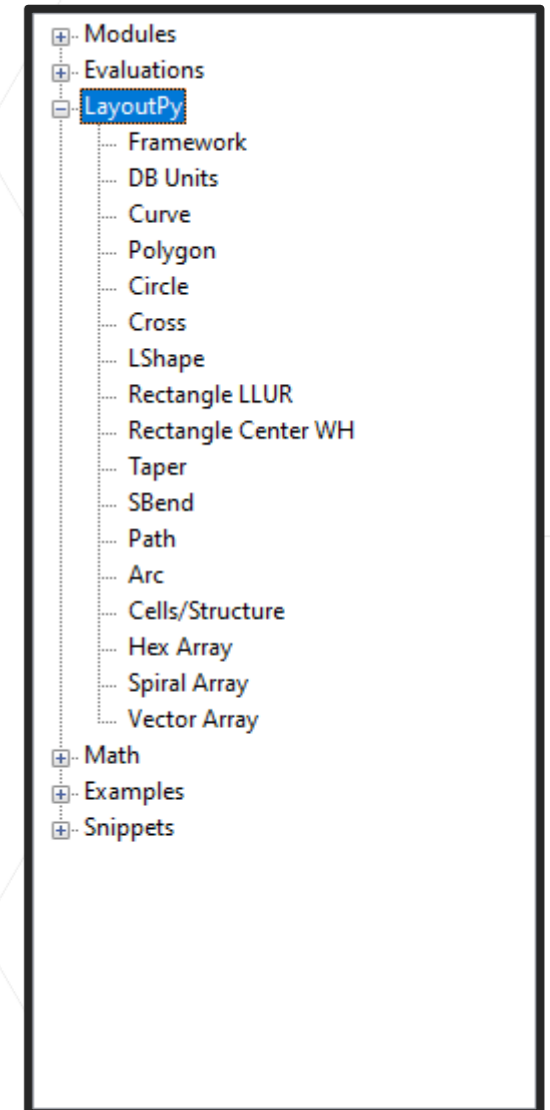 Modules
Evaluations
LayoutPy
Framework
DB Units
Curve
Polygon
Circle
Cross
LShape
Rectangle LLUR
Rectangle Center WH
Taper
SBend
Path
Arc
Cells/Structure
Hex Array
Spiral Array
Vector Array
Math
Examples
Snippets